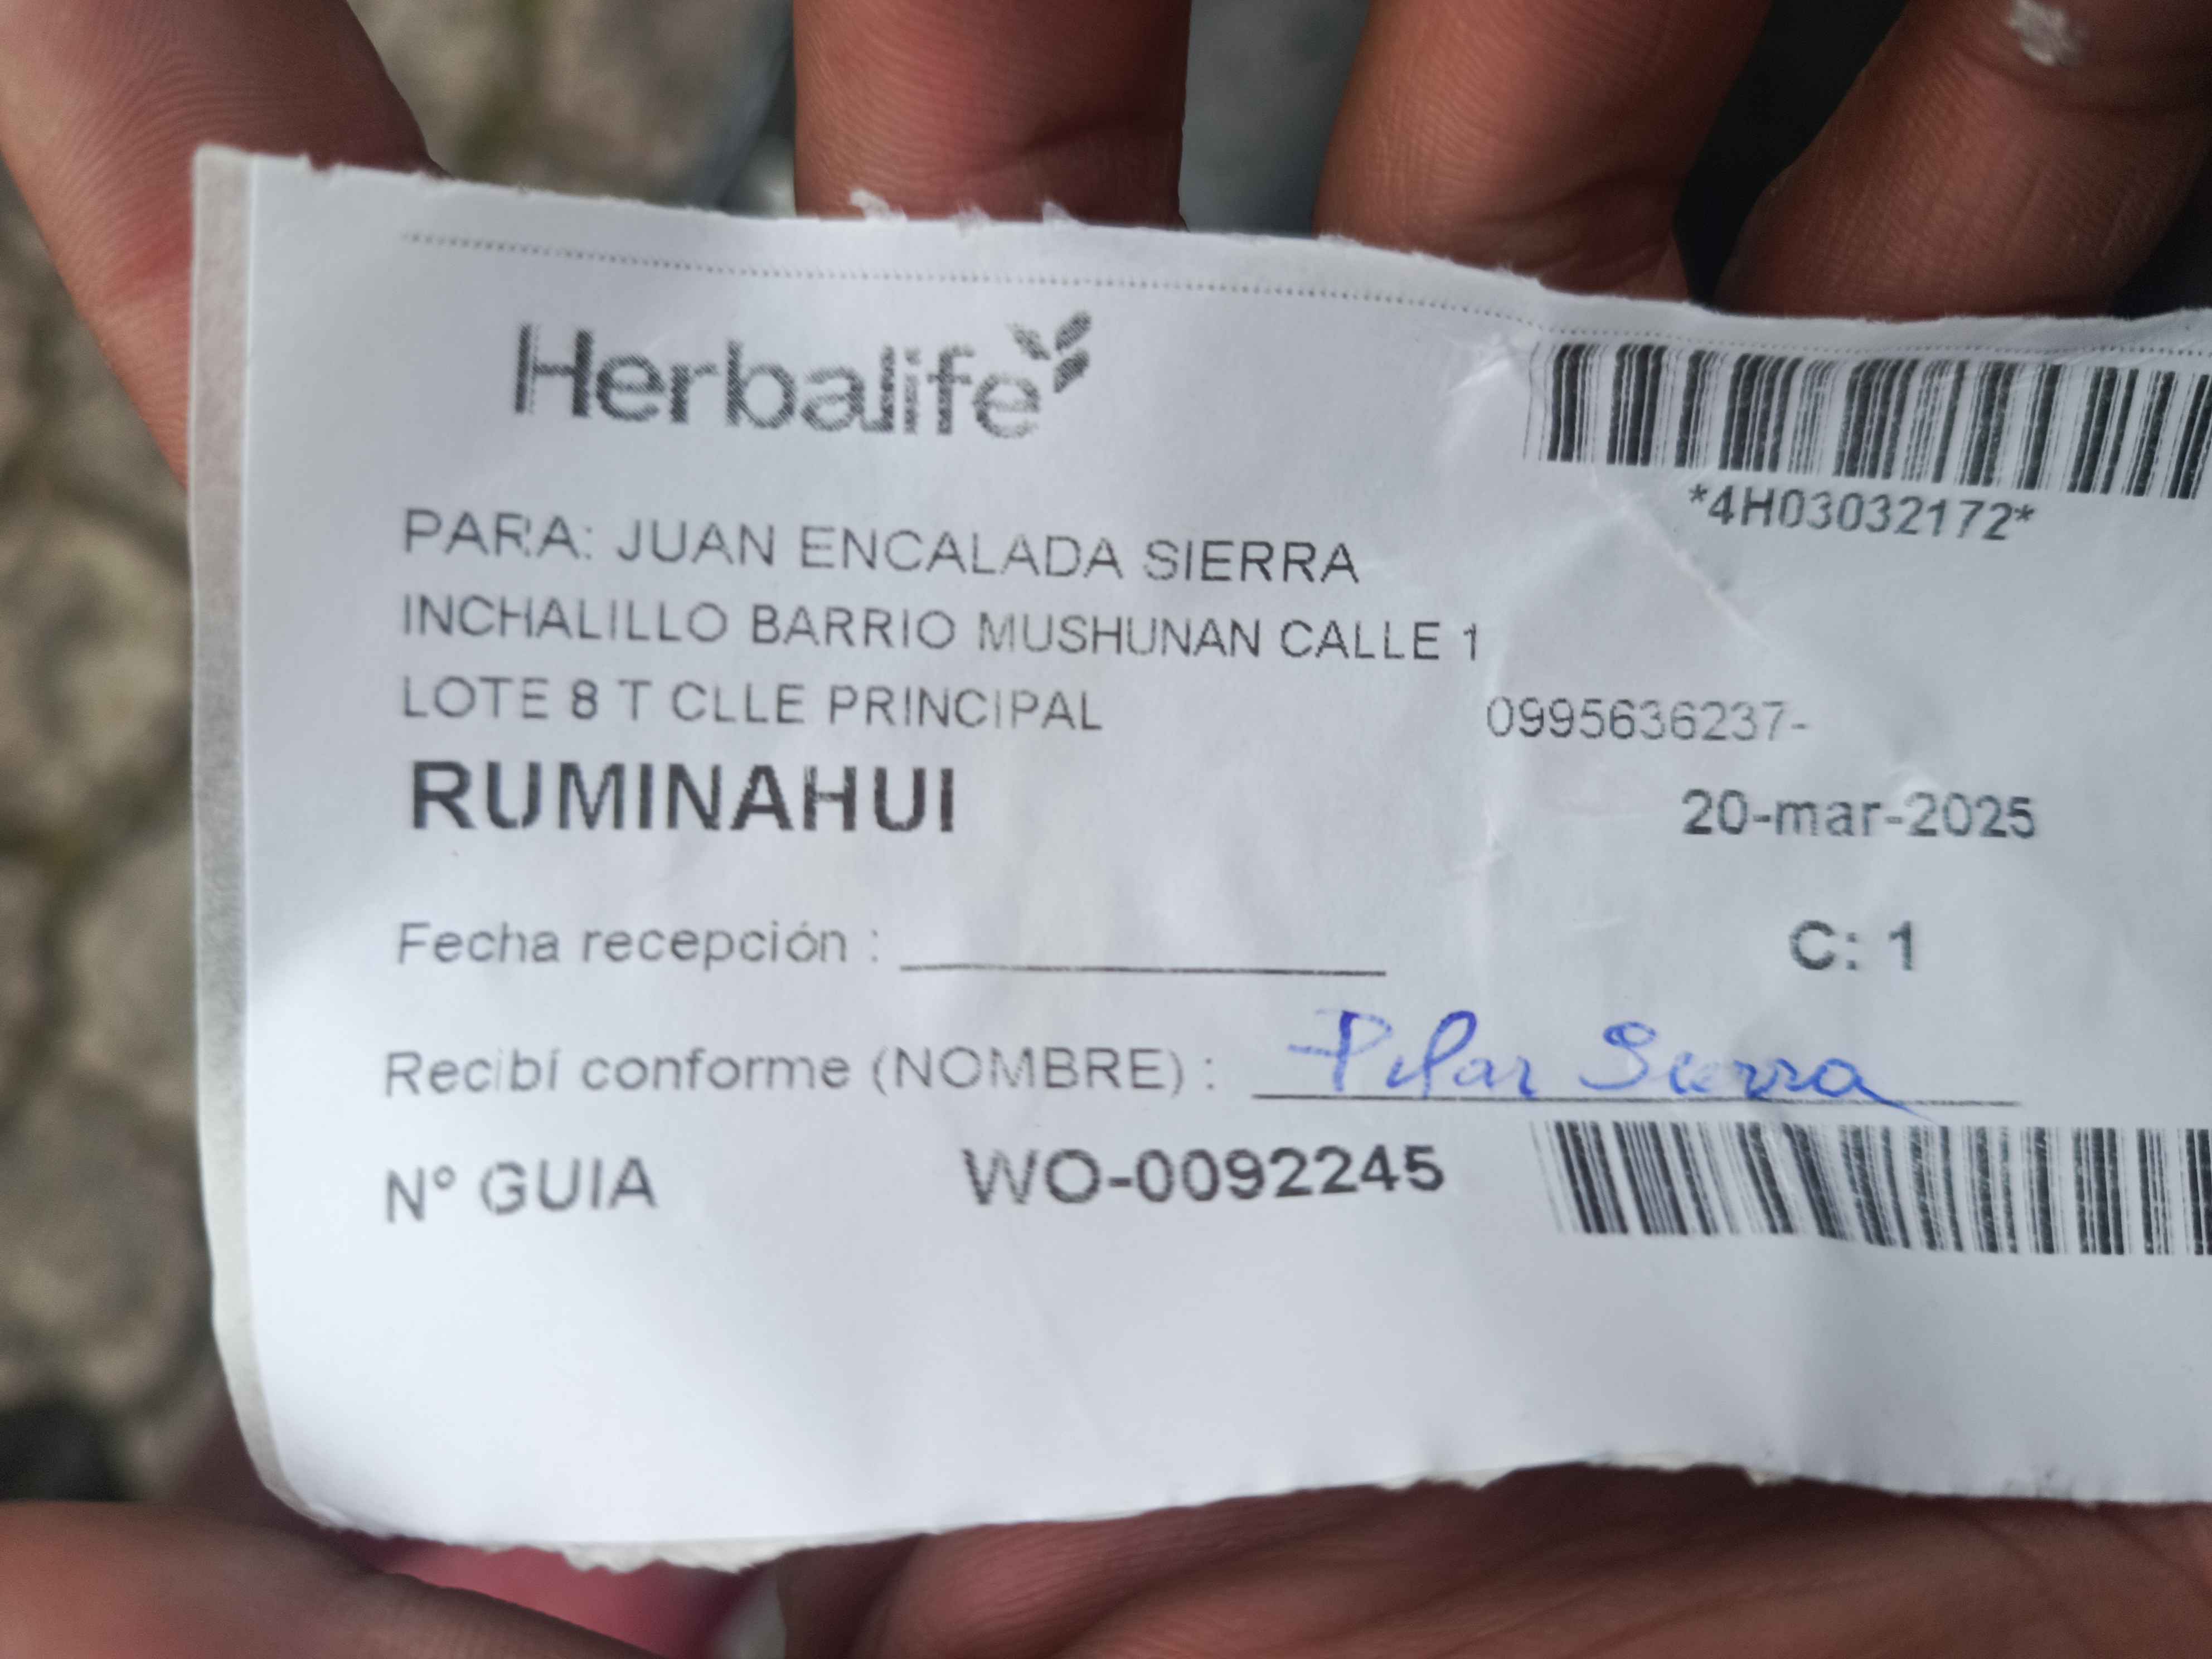 Herbalife
*4H03032172*
PARA: JUAN ENCALADA SIERRA
INCHALILLO BARRIO MUSHUNAN CALLE 1
LOTE 8 T CLLE PRINCIPAL 0995636237-
RUMINAHUI
20-mar-2025
Fecha recepción :
C: 1
Recibí conforme (NOMBRE) : Pilar Sierra
Nº GUIA WO-0092245